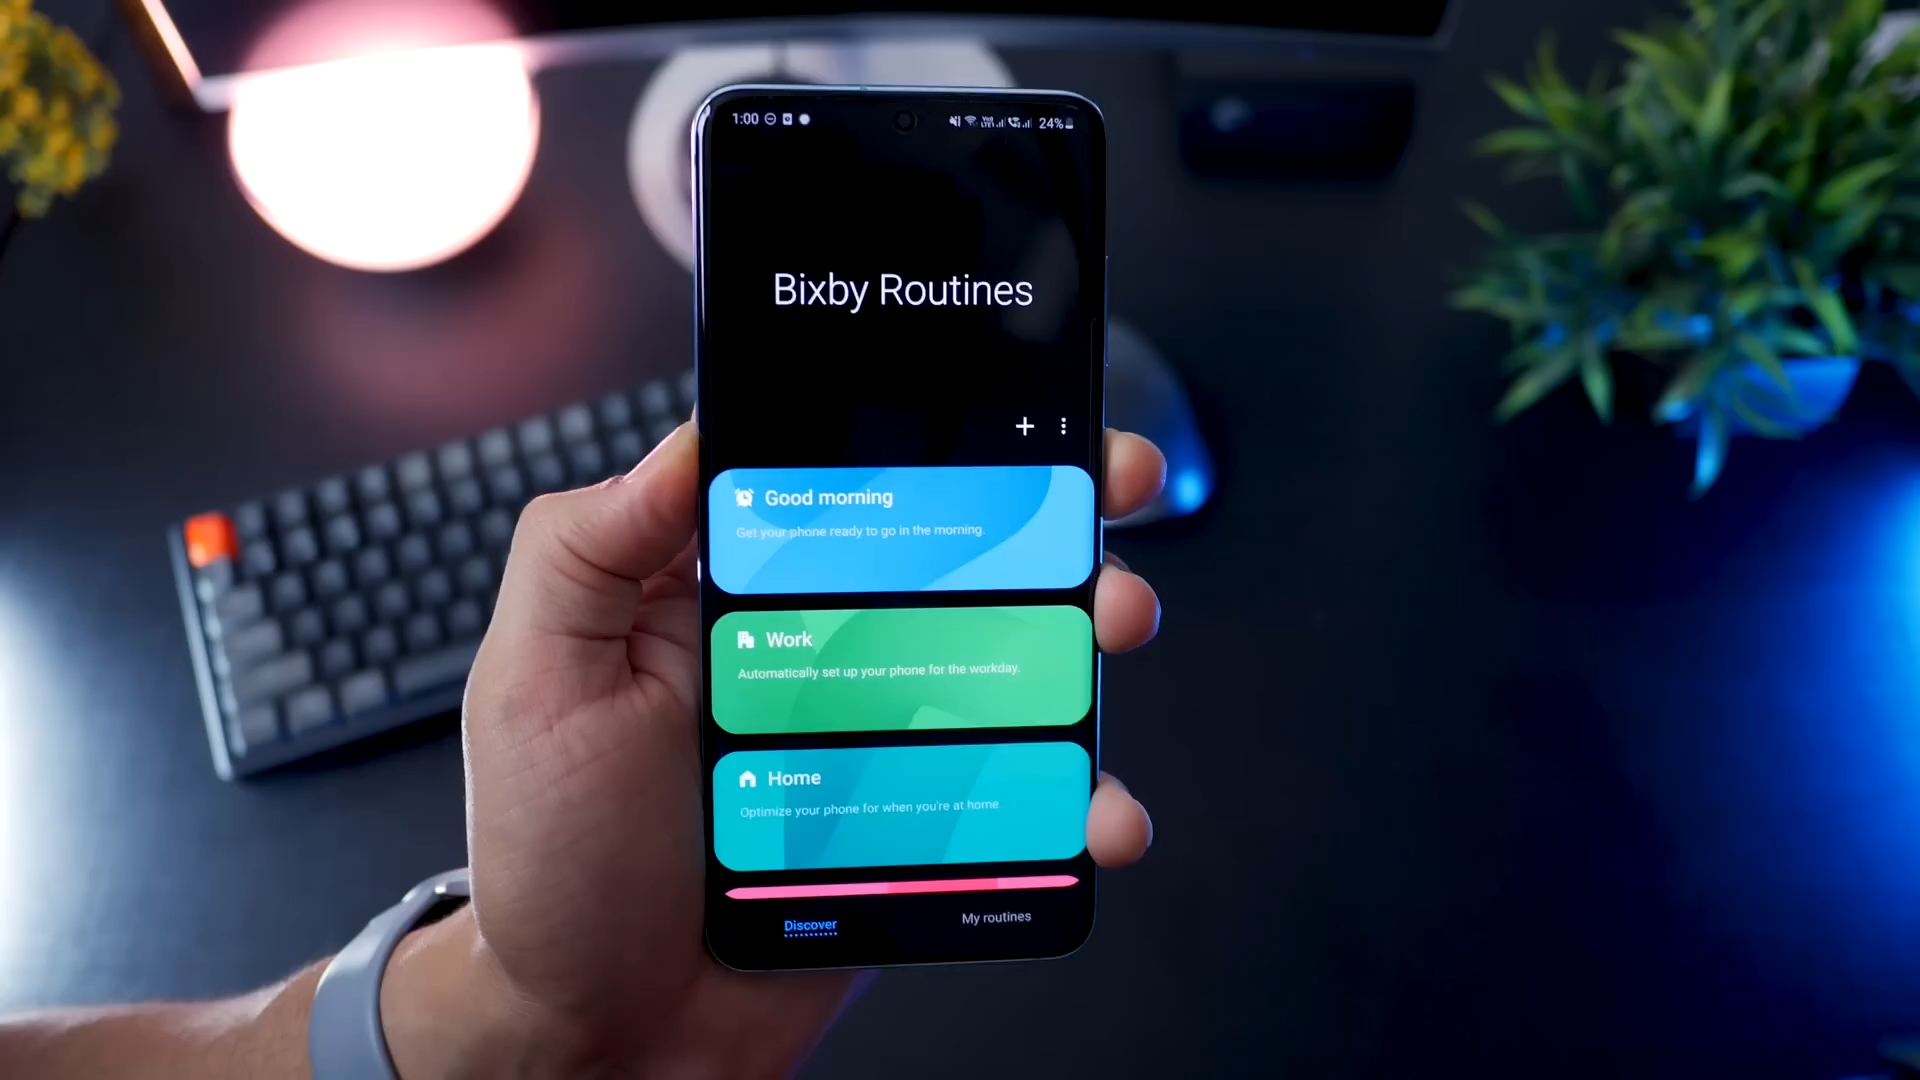 1:00 24%
Bixby Routines
Good morning
Get your phone ready to go in the morning.
Work
Automatically set up your phone for the workday.
Home
Optimize your phone for when you're at home
Discover My routines